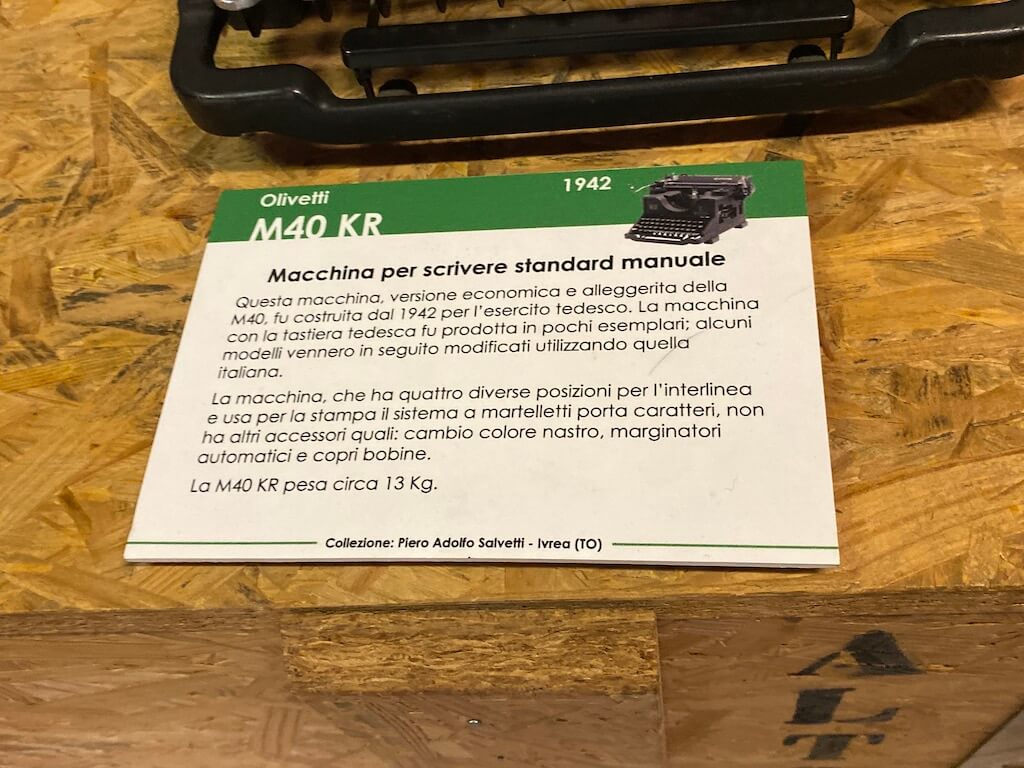 Olivetti
1942
M40 KR
Macchina per scrivere standard manuale
Questa macchina, versione economica e alleggerita della
M40, fu costruita dal 1942 per l'esercito tedesco. La macchina
con la tastiera tedesca fu prodotta in pochi esemplari; alcuni
modelli vennero in seguito modificati utilizzando quella
italiana.
La macchina, che ha quattro diverse posizioni per l'interlinea
e usa per la stampa il sistema a martelletti porta caratteri, non
ha altri accessori quali: cambio colore nastro, marginatori
automatici e copri bobine.
La M40 KR pesa circa 13 Kg.
Collezione: Piero Adolfo Salvetti - Ivrea (TO)
A
L
T